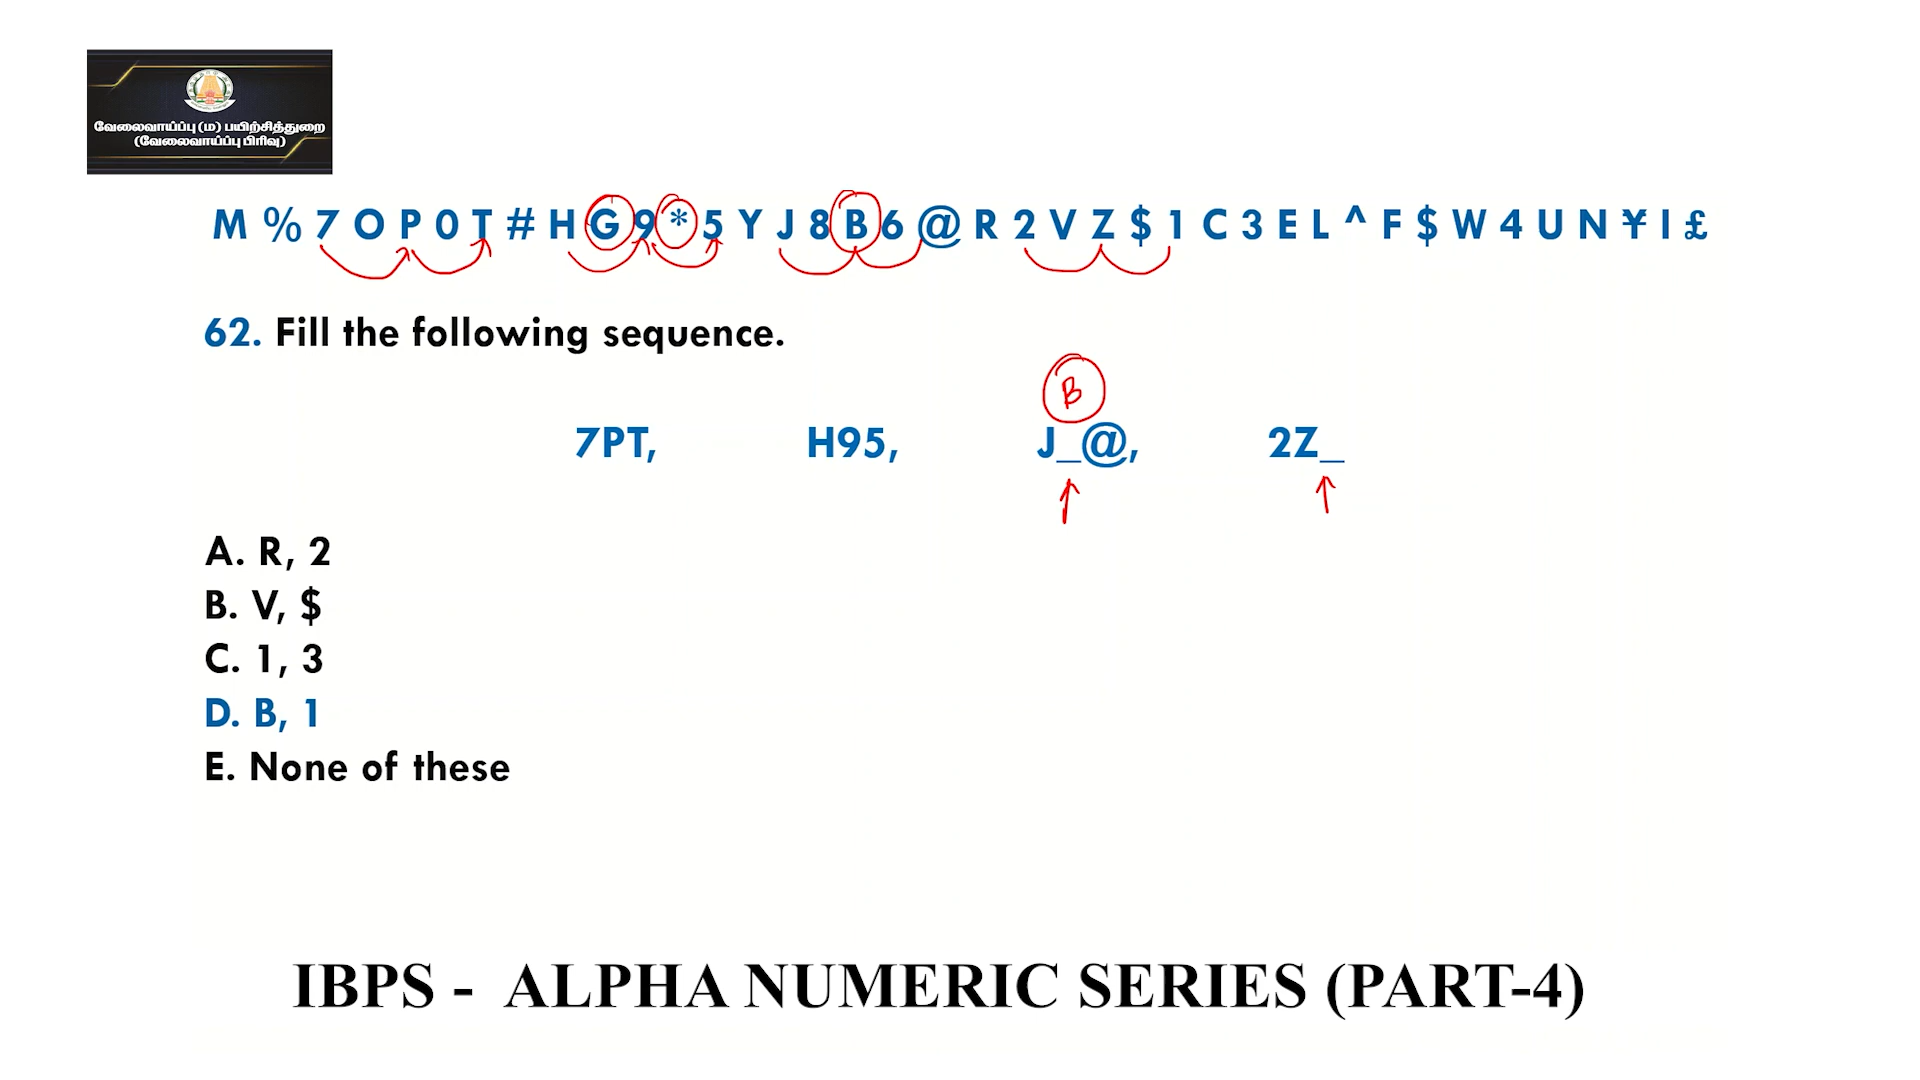 வேலைவாய்ப்பு (ம) பயிற்சித்துறை
(வேலைவாய்ப்பு பிரிவு)
M % 7 O P 0 T # H G 9 * 5 Y J 8 B 6 @ R 2 V Z $ 1 C 3 E L ^ F $ W 4 U N ¥ I £
62. Fill the following sequence.
B
7PT, H95, J_@, 2Z_
A. R, 2
B. V, $
C. 1, 3
D. B, 1
E. None of these
IBPS - ALPHA NUMERIC SERIES (PART-4)